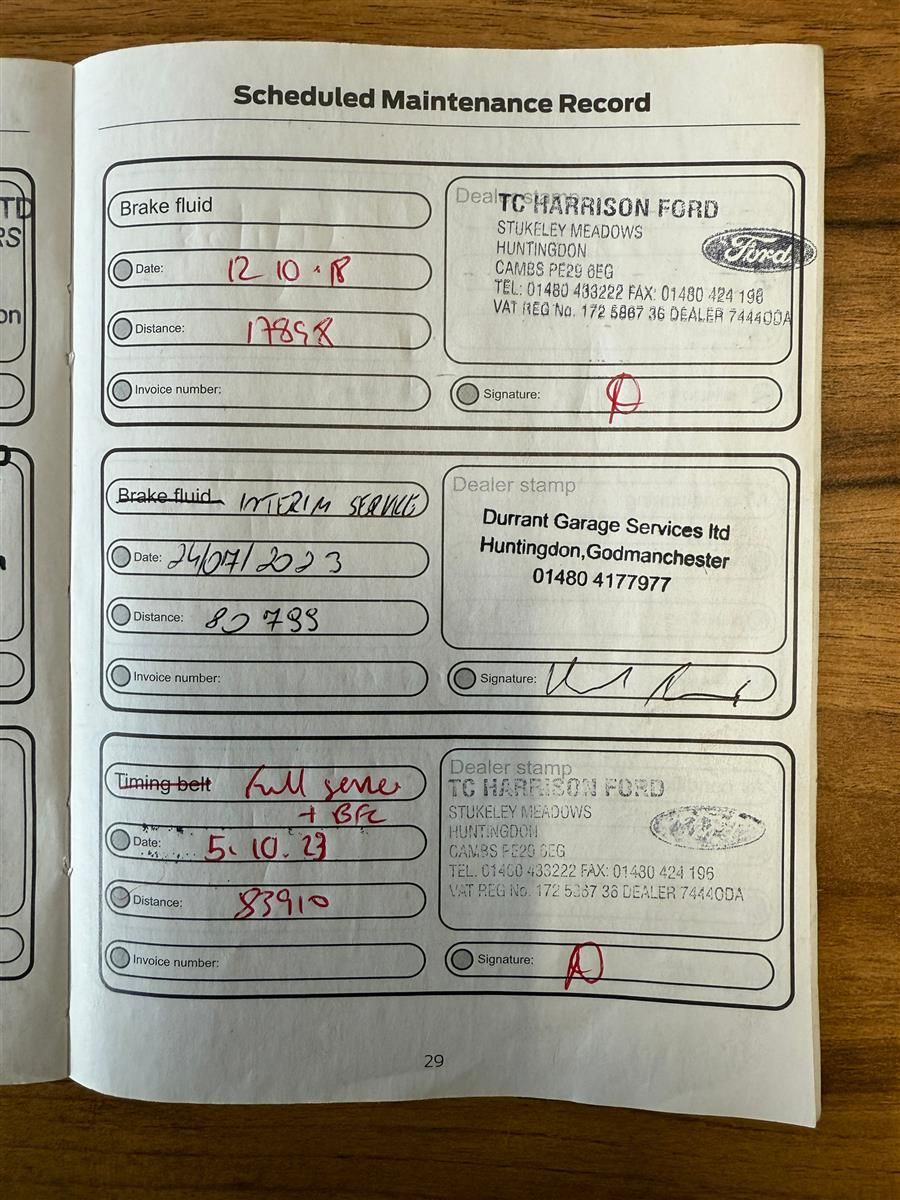 TD
RS
on
Scheduled Maintenance Record
Brake fluid
Date: 12 10 . 18
Distance: 17898
Invoice number:
Dealer stamp
TC HARRISON FORD
STUKELEY MEADOWS
HUNTINGDON
CAMBS PE29 6EG
TEL: 01480 433222 FAX: 01480 424 196
VAT REG No. 172 5867 36 DEALER 74440DA
Ford
Signature:
Brake fluid INTERIM SERVICE
Date: 24/07/2023
Distance: 80799
Invoice number:
Dealer stamp
Durrant Garage Services ltd
Huntingdon,Godmanchester
01480 4177977
Signature:
Timing belt Full service
+ BFC
Date: 5. 10. 23
Distance: 83910
Invoice number:
Dealer stamp
TC HARRISON FORD
STUKELEY MEADOWS
HUNTINGDON
CAMBS PE29 6EG
TEL. 01480 433222 FAX: 01480 424 196
VAT REG No. 172 5867 36 DEALER 74440DA
Signature:
29